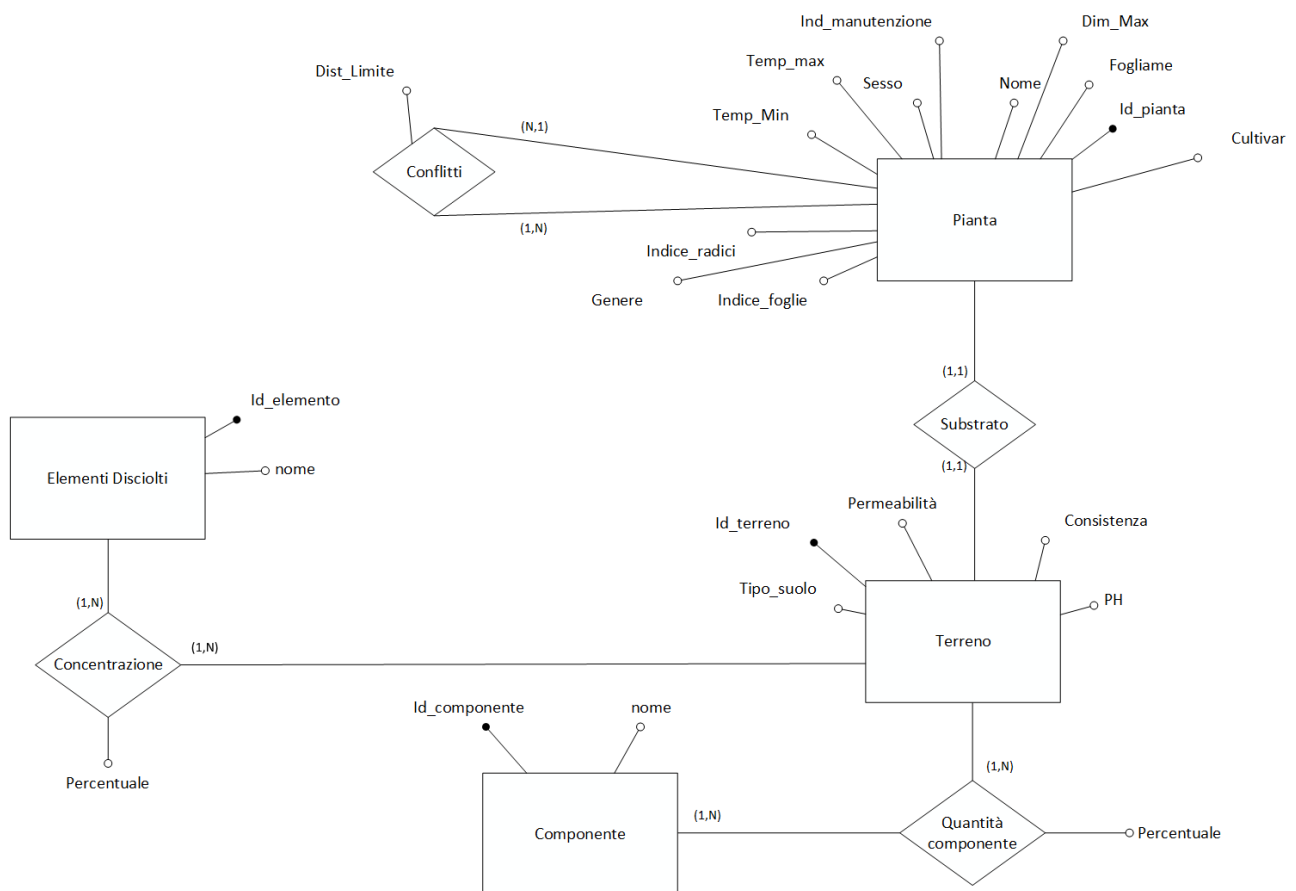 Ind_manutenzione
Dim_Max
Temp_max
Fogliame
Dist_Limite
Sesso
Nome
Id_pianta
Temp_Min
(N,1)
Cultivar
Conflitti
Pianta
(1,N)
Indice_radici
Genere
Indice_foglie
(1,1)
Id_elemento
Substrato
nome
(1,1)
Elementi Disciolti
Permeabilità
Id_terreno
Consistenza
Tipo_suolo
PH
(1,N)
(1,N)
Terreno
Concentrazione
Id_componente
nome
Percentuale
(1,N)
(1,N)
Quantità
componente
Percentuale
Componente